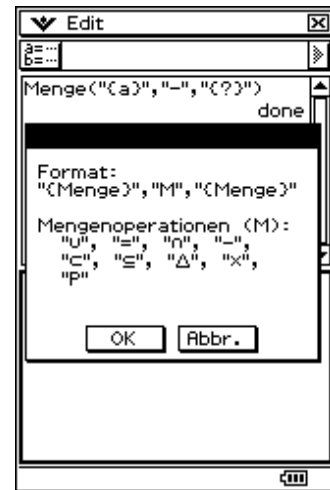 Edit
a=…
b=…
Menge("{a}","-","{?}")
done
Format:
"{Menge}","M","{Menge}"
Mengenoperationen (M):
"∪", "=", "∩", "-",
"⊂", "⊆", "△", "×",
"P"
OK Abbr.